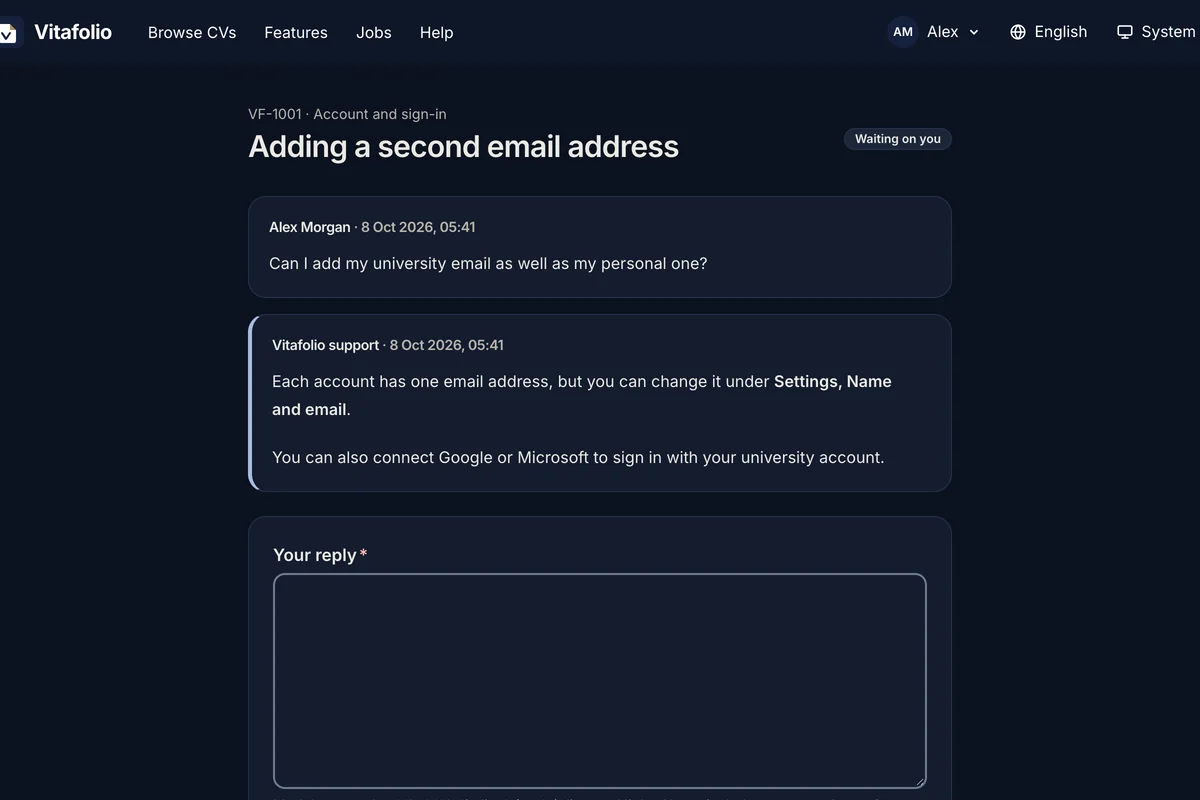 Vitafolio
Browse CVs
Features
Jobs
Help
AM
Alex
English
System
VF-1001 · Account and sign-in
Adding a second email address
Waiting on you
Alex Morgan · 8 Oct 2026, 05:41
Can I add my university email as well as my personal one?
Vitafolio support · 8 Oct 2026, 05:41
Each account has one email address, but you can change it under Settings, Name
and email.
You can also connect Google or Microsoft to sign in with your university account.
Your reply*